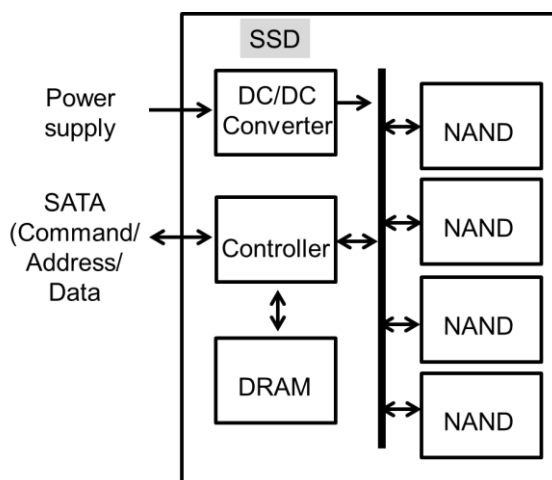 SSD
Power
supply
DC/DC
Converter
NAND
SATA
(Command/
Address/
Data
Controller
NAND
DRAM
NAND
NAND